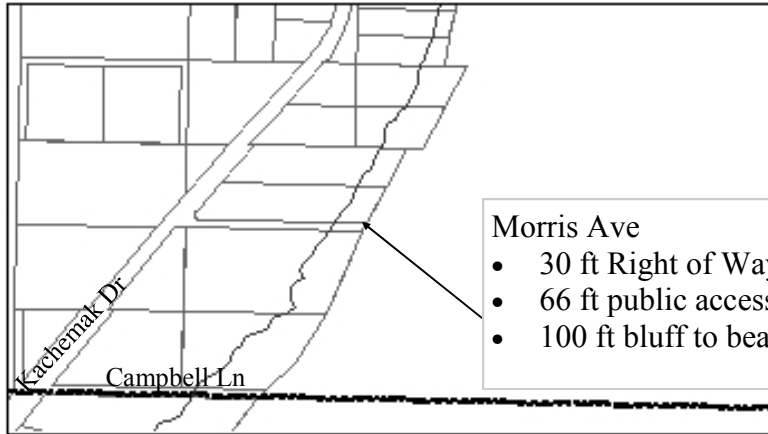 Morris Ave
• 30 ft Right of Way
• 66 ft public access
• 100 ft bluff to bea
Kachemak Dr
Campbell Ln